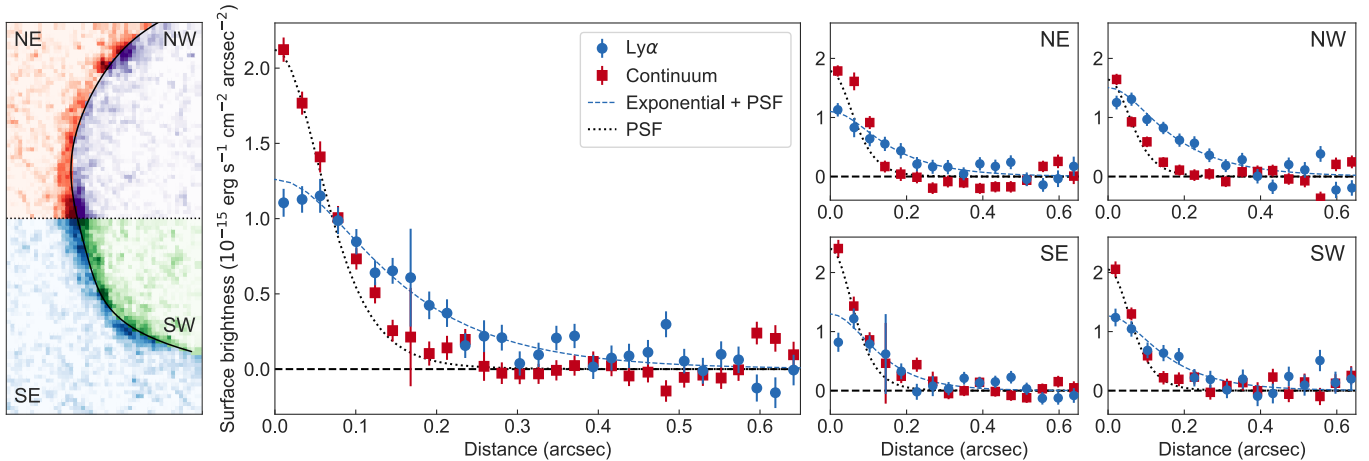 NE
NW
SW
SE
Surface brightness (10⁻¹⁵ erg s⁻¹ cm⁻² arcsec⁻²)
2.0
1.5
1.0
0.5
0.0
Lyα
Continuum
Exponential + PSF
PSF
0.0 0.1 0.2 0.3 0.4 0.5 0.6
Distance (arcsec)
NE
2
1
0
0.0 0.2 0.4 0.6
NW
2
1
0
0.0 0.2 0.4 0.6
SE
2
1
0
0.0 0.2 0.4 0.6
Distance (arcsec)
SW
2
1
0
0.0 0.2 0.4 0.6
Distance (arcsec)